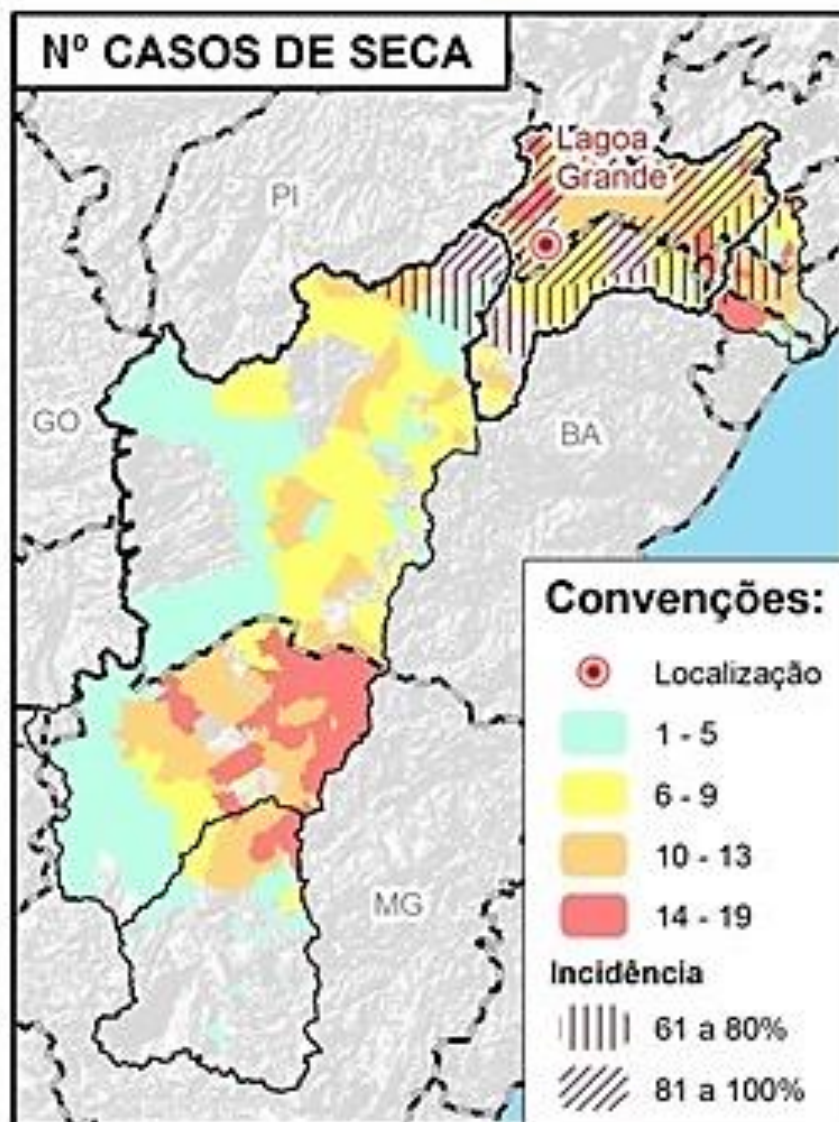 Nº CASOS DE SECA
Lagoa
Grande
PI
GO
BA
MG
Convenções:
Localização
1 - 5
6 - 9
10 - 13
14 - 19
Incidência
61 a 80%
81 a 100%